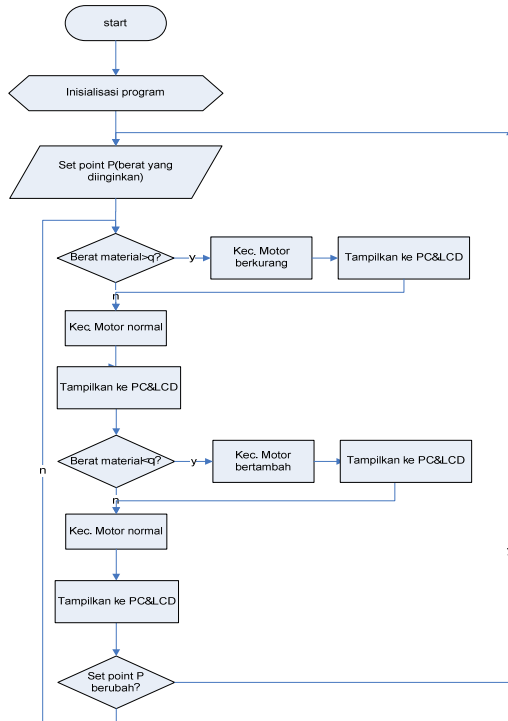 start
Inisialisasi program
Set point P(berat yang
diinginkan)
Berat material>q?
y
Kec. Motor
berkurang
Tampilkan ke PC&LCD
n
Kec. Motor normal
Tampilkan ke PC&LCD
Berat material<q?
y
Kec. Motor
bertambah
Tampilkan ke PC&LCD
n
n
Kec. Motor normal
Tampilkan ke PC&LCD
Set point P
berubah?